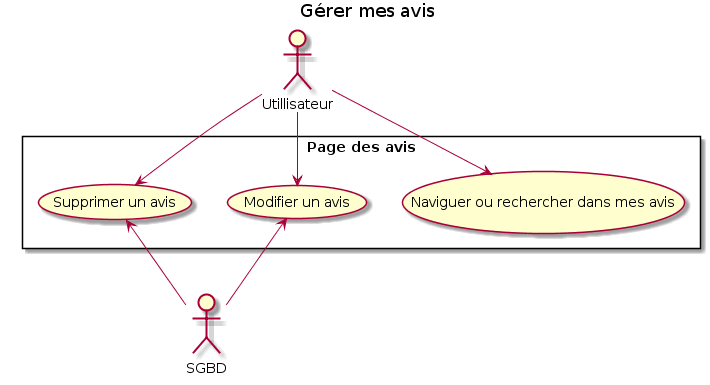 Gérer mes avis
Utillisateur
Page des avis
Supprimer un avis
Modifier un avis
Naviguer ou rechercher dans mes avis
SGBD